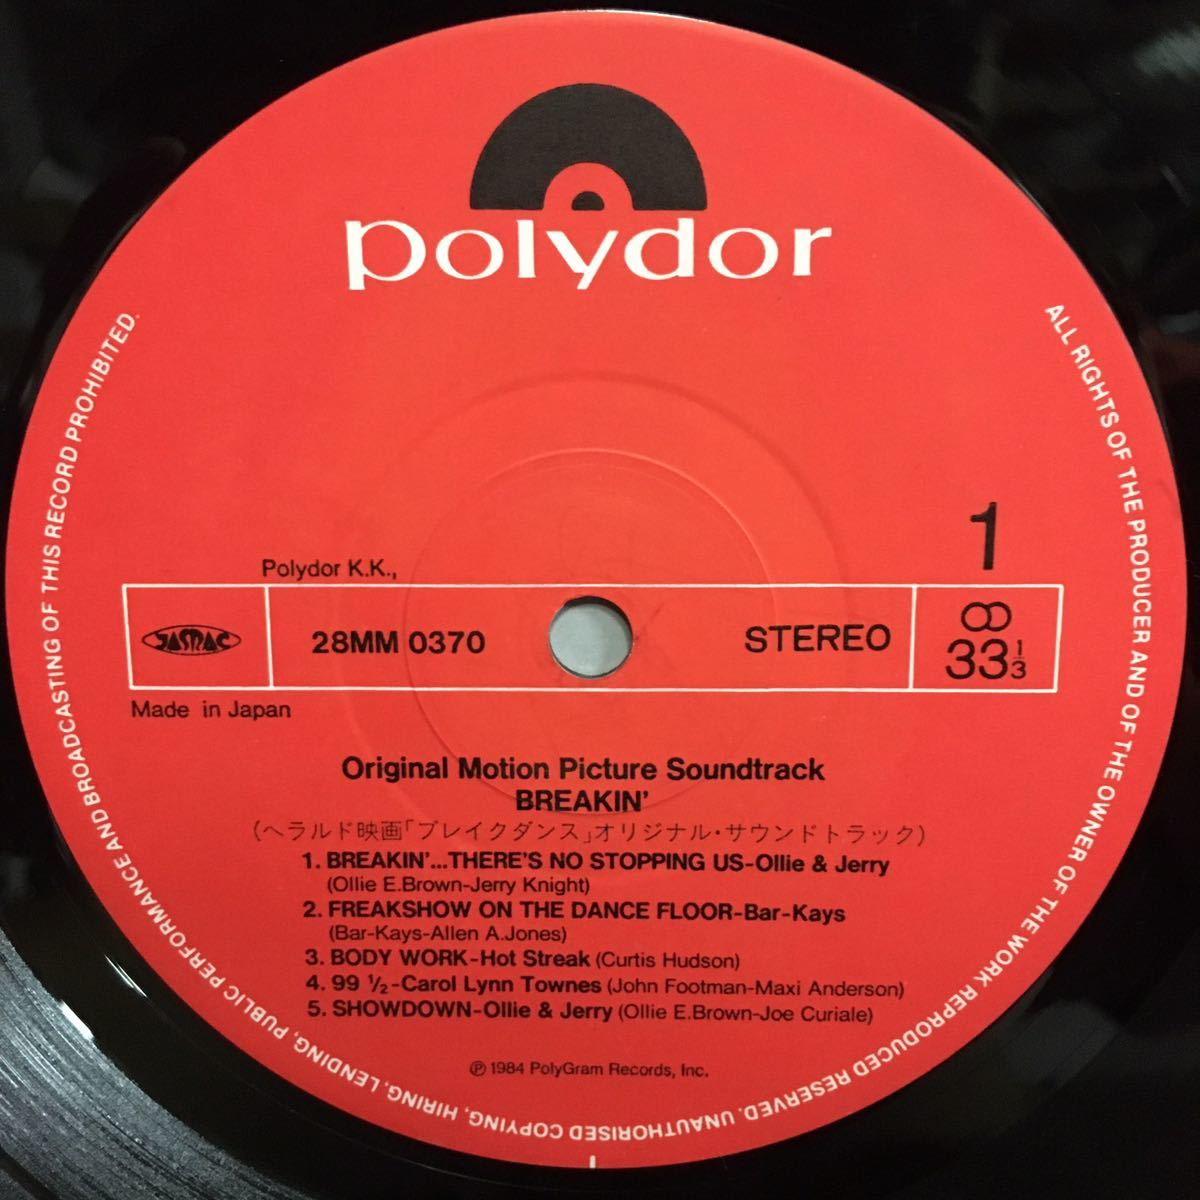 polydor
1
Polydor K.K.,
JASRAC
28MM 0370
STEREO
33 1/3
Made in Japan
Original Motion Picture Soundtrack
BREAKIN'
(ヘラルド映画「ブレイクダンス」オリジナル・サウンドトラック)
1. BREAKIN'...THERE'S NO STOPPING US-Ollie & Jerry
(Ollie E.Brown-Jerry Knight)
2. FREAKSHOW ON THE DANCE FLOOR-Bar-Kays
(Bar-Kays-Allen A.Jones)
3. BODY WORK-Hot Streak (Curtis Hudson)
4. 99 ½-Carol Lynn Townes (John Footman-Maxi Anderson)
5. SHOWDOWN-Ollie & Jerry (Ollie E.Brown-Joe Curiale)
℗ 1984 PolyGram Records, Inc.
ALL RIGHTS OF THE PRODUCER AND OF THE OWNER OF THE WORK REPRODUCED RESERVED. UNAUTHORISED COPYING, HIRING, LENDING, PUBLIC PERFORMANCE AND BROADCASTING OF THIS RECORD PROHIBITED.